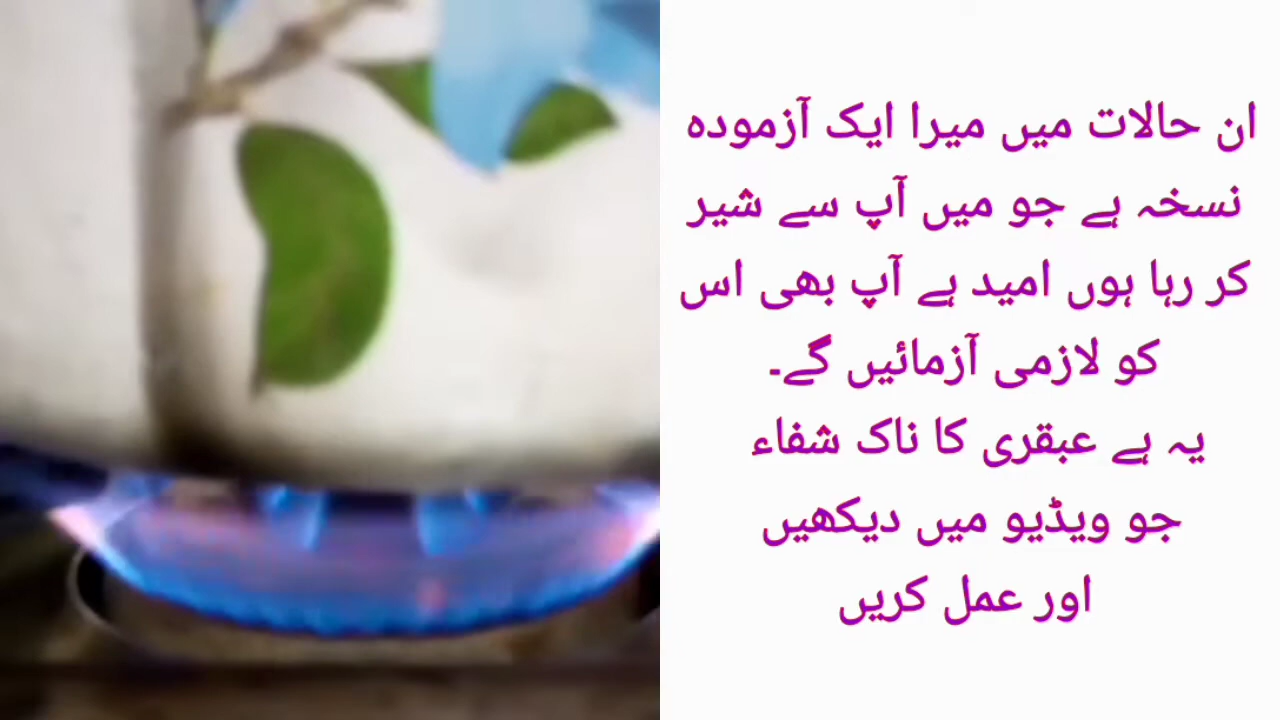 ان حالات میں میرا ایک آزمودہ
نسخہ ہے جو میں آپ سے شیر
کر رہا ہوں امید ہے آپ بھی اس
کو لازمی آزمائیں گے۔
یہ ہے عبقری کا ناک شفاء
جو ویڈیو میں دیکھیں
اور عمل کریں